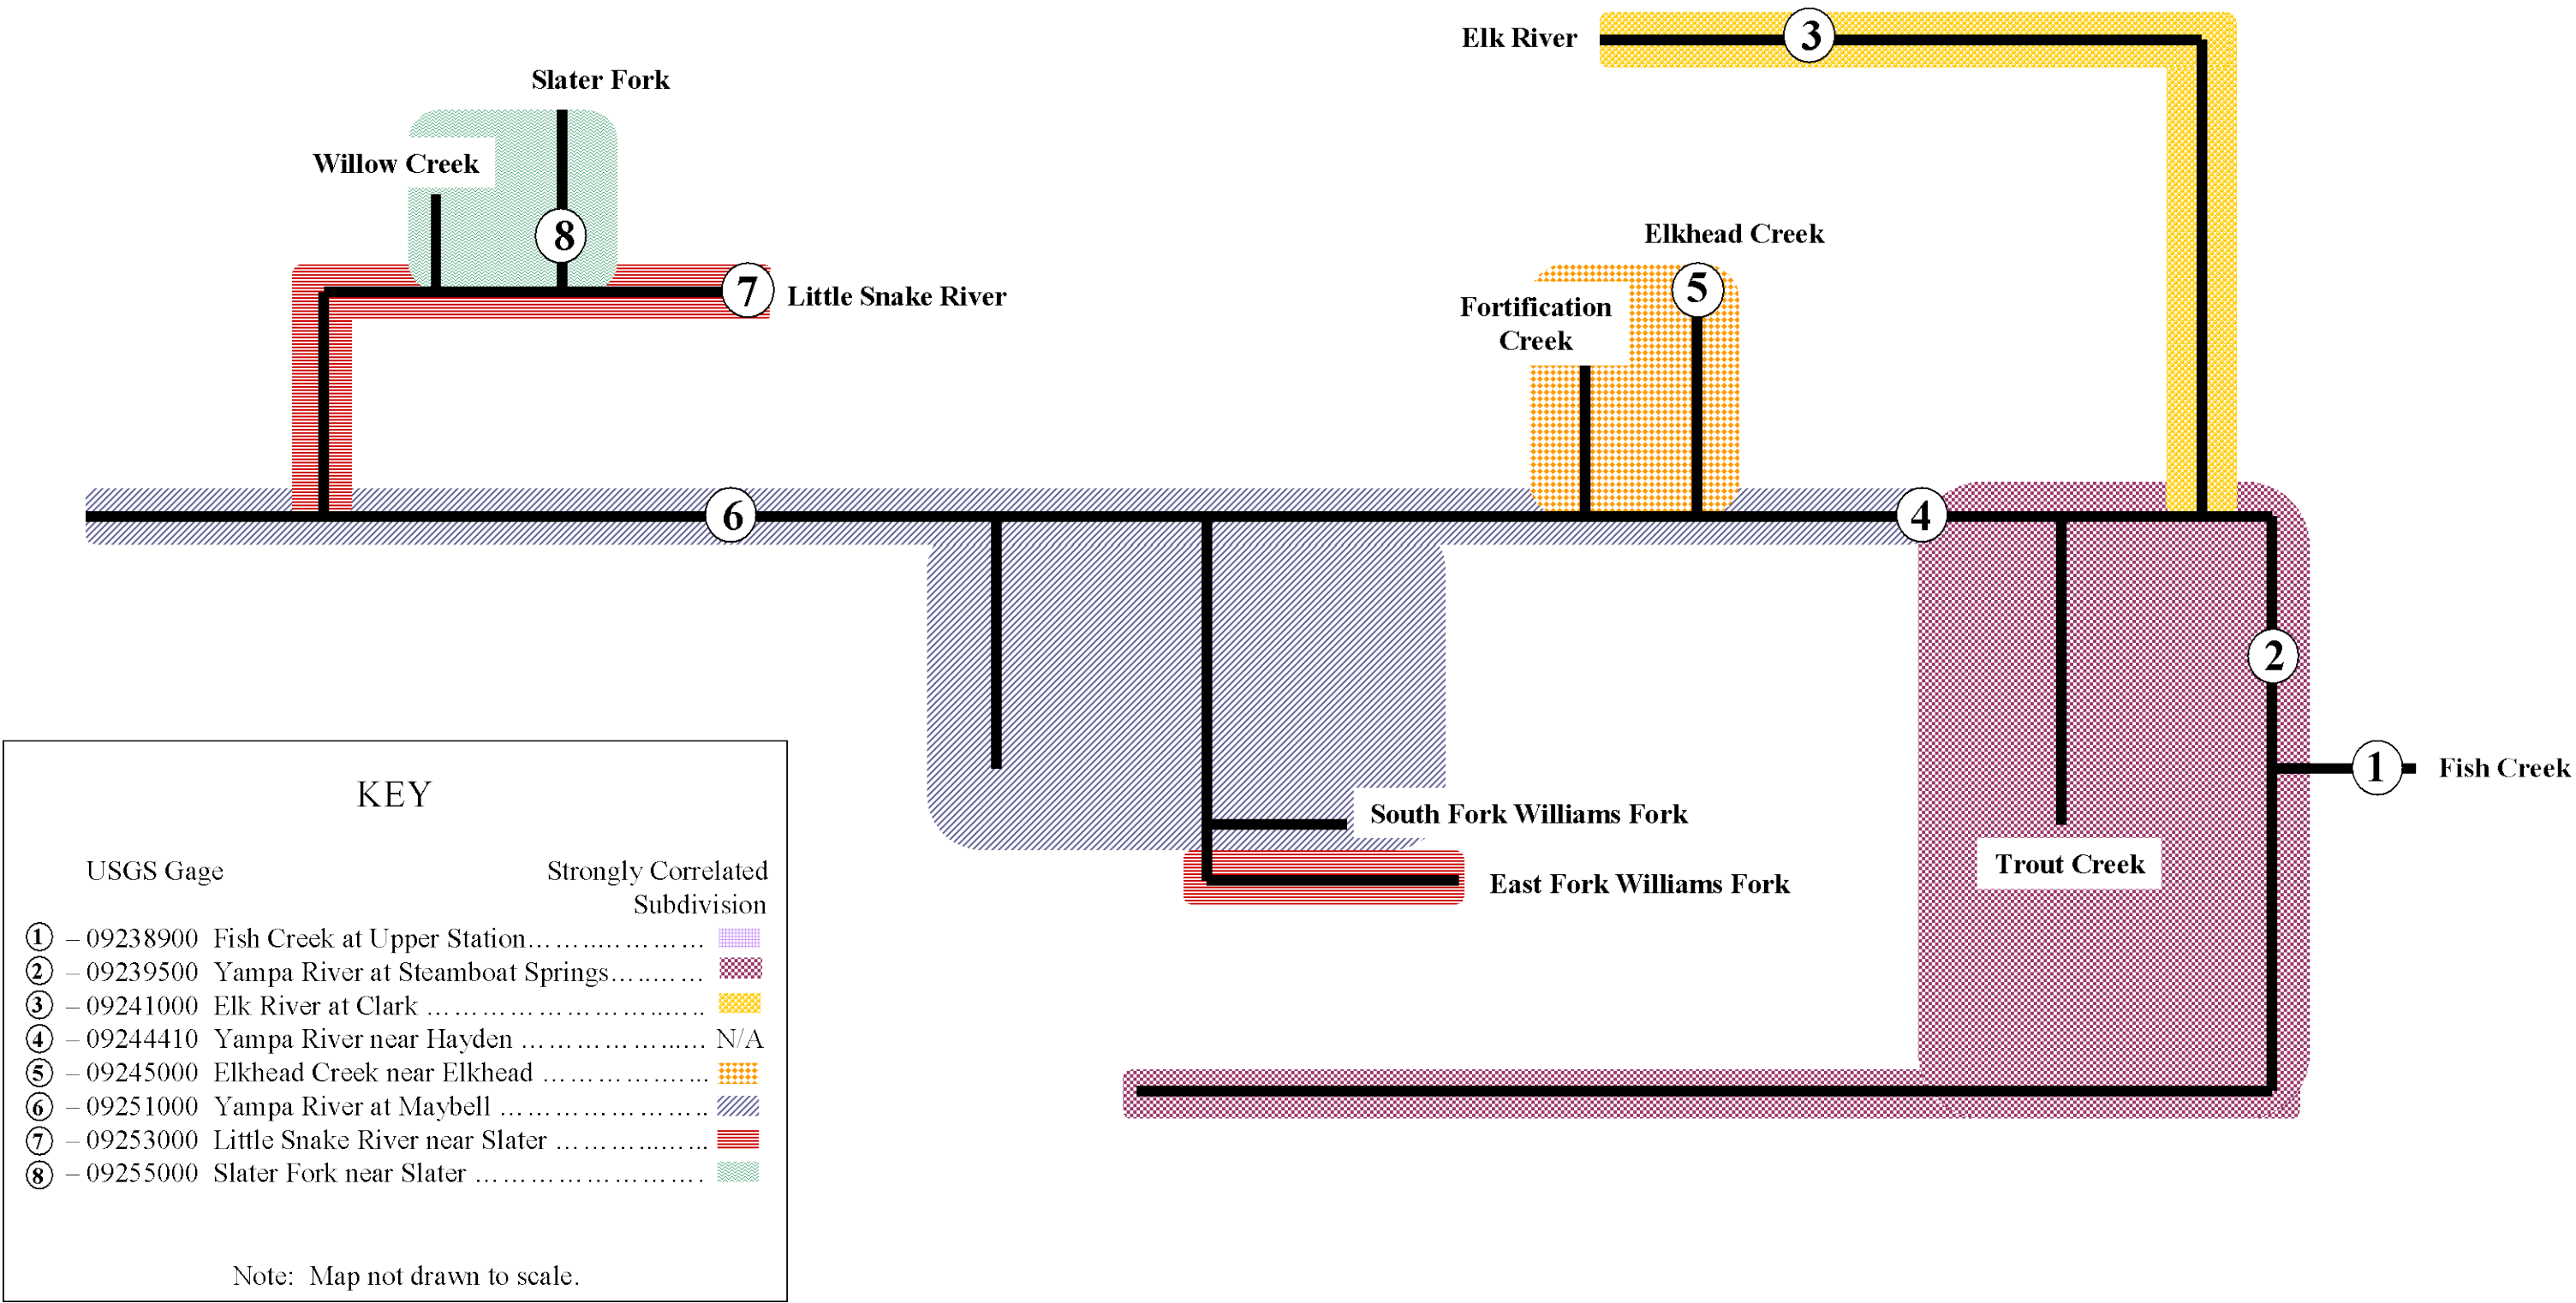 Elk River
3
Slater Fork
Willow Creek
8
Elkhead Creek
7
Little Snake River
5
Fortification
Creek
6
4
2
1
Fish Creek
South Fork Williams Fork
Trout Creek
East Fork Williams Fork
KEY
USGS Gage Strongly Correlated
Subdivision
1 – 09238900 Fish Creek at Upper Station……..…………
2 – 09239500 Yampa River at Steamboat Springs…..……
3 – 09241000 Elk River at Clark ……………………..…..
4 – 09244410 Yampa River near Hayden ……………...… N/A
5 – 09245000 Elkhead Creek near Elkhead ………………
6 – 09251000 Yampa River at Maybell …………………..
7 – 09253000 Little Snake River near Slater ………...……
8 – 09255000 Slater Fork near Slater …………………….
Note: Map not drawn to scale.